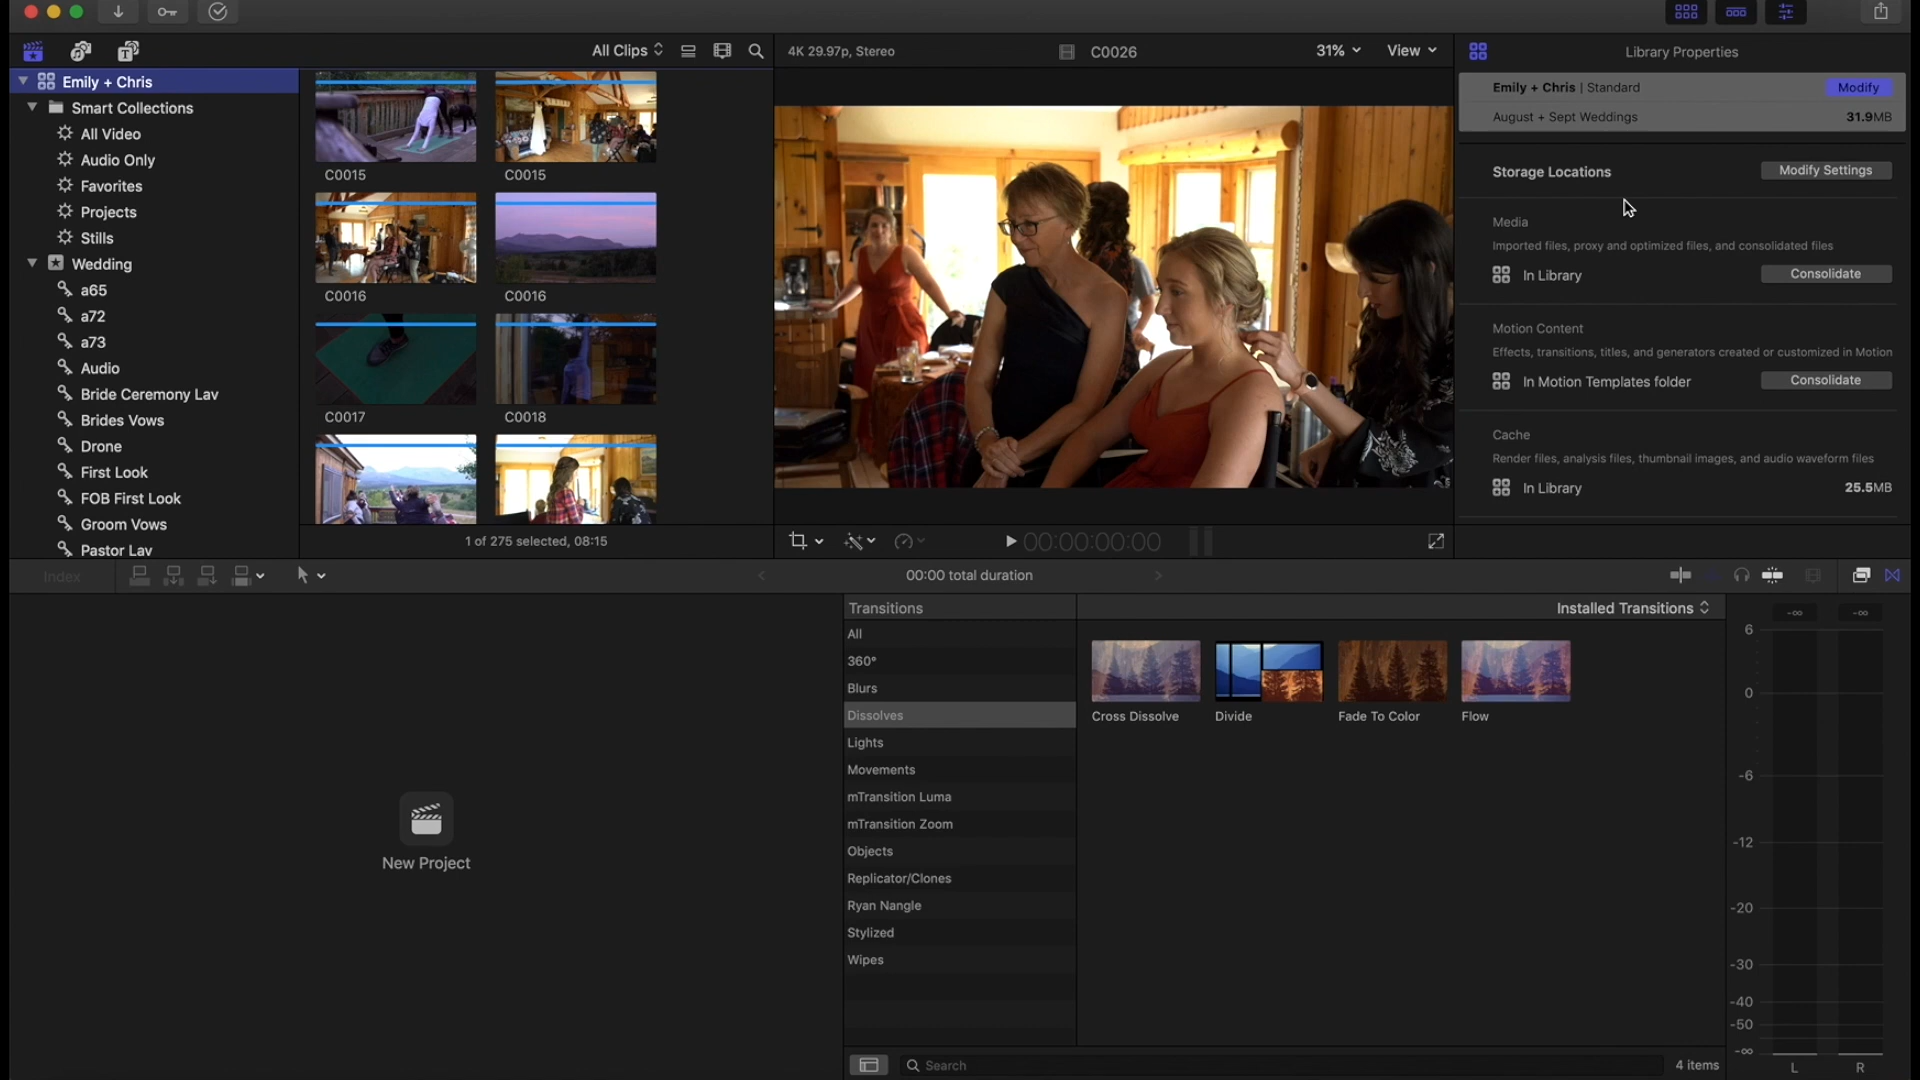 All Clips
4K 29.97p, Stereo
C0026
31%
View
Library Properties
Emily + Chris
Smart Collections
All Video
Audio Only
Favorites
Projects
Stills
Wedding
a65
a72
a73
Audio
Bride Ceremony Lav
Brides Vows
Drone
First Look
FOB First Look
Groom Vows
Pastor Lav
C0015
C0015
C0016
C0016
C0017
C0018
1 of 275 selected, 08:15
00:00:00:00
Emily + Chris | Standard
Modify
August + Sept Weddings
31.9MB
Storage Locations
Modify Settings
Media
Imported files, proxy and optimized files, and consolidated files
In Library
Consolidate
Motion Content
Effects, transitions, titles, and generators created or customized in Motion
In Motion Templates folder
Consolidate
Cache
Render files, analysis files, thumbnail images, and audio waveform files
In Library
25.5MB
Index
00:00 total duration
New Project
Transitions
All
360°
Blurs
Dissolves
Lights
Movements
mTransition Luma
mTransition Zoom
Objects
Replicator/Clones
Ryan Nangle
Stylized
Wipes
Installed Transitions
Cross Dissolve
Divide
Fade To Color
Flow
Search
4 items
-∞
-∞
6
0
-6
-12
-20
-30
-40
-50
-∞
L
R